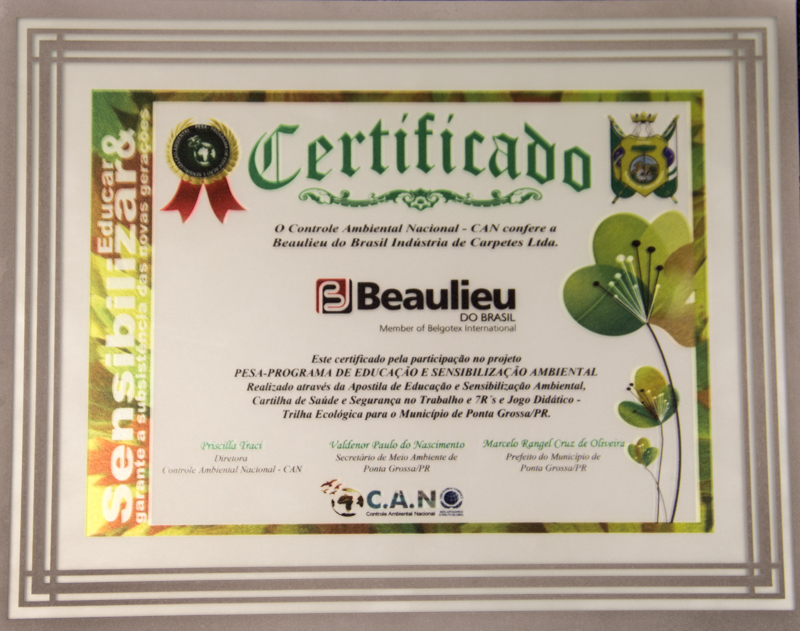 Certificado
Educar &
Sensibilizar
garante a subsistência das novas gerações
O Controle Ambiental Nacional - CAN confere a
Beaulieu do Brasil Indústria de Carpetes Ltda.
Beaulieu
DO BRASIL
Member of Belgotex International
Este certificado pela participação no projeto
PESA-PROGRAMA DE EDUCAÇÃO E SENSIBILIZAÇÃO AMBIENTAL
Realizado através da Apostila de Educação e Sensibilização Ambiental,
Cartilha de Saúde e Segurança no Trabalho e 7R´s e Jogo Didático -
Trilha Ecológica para o Município de Ponta Grossa/PR.
Priscilla Traci
Diretora
Controle Ambiental Nacional - CAN
Valdenor Paulo do Nascimento
Secretário de Meio Ambiente de
Ponta Grossa/PR
Marcelo Rangel Cruz de Oliveira
Prefeito do Município de
Ponta Grossa/PR
C.A.N
Controle Ambiental Nacional